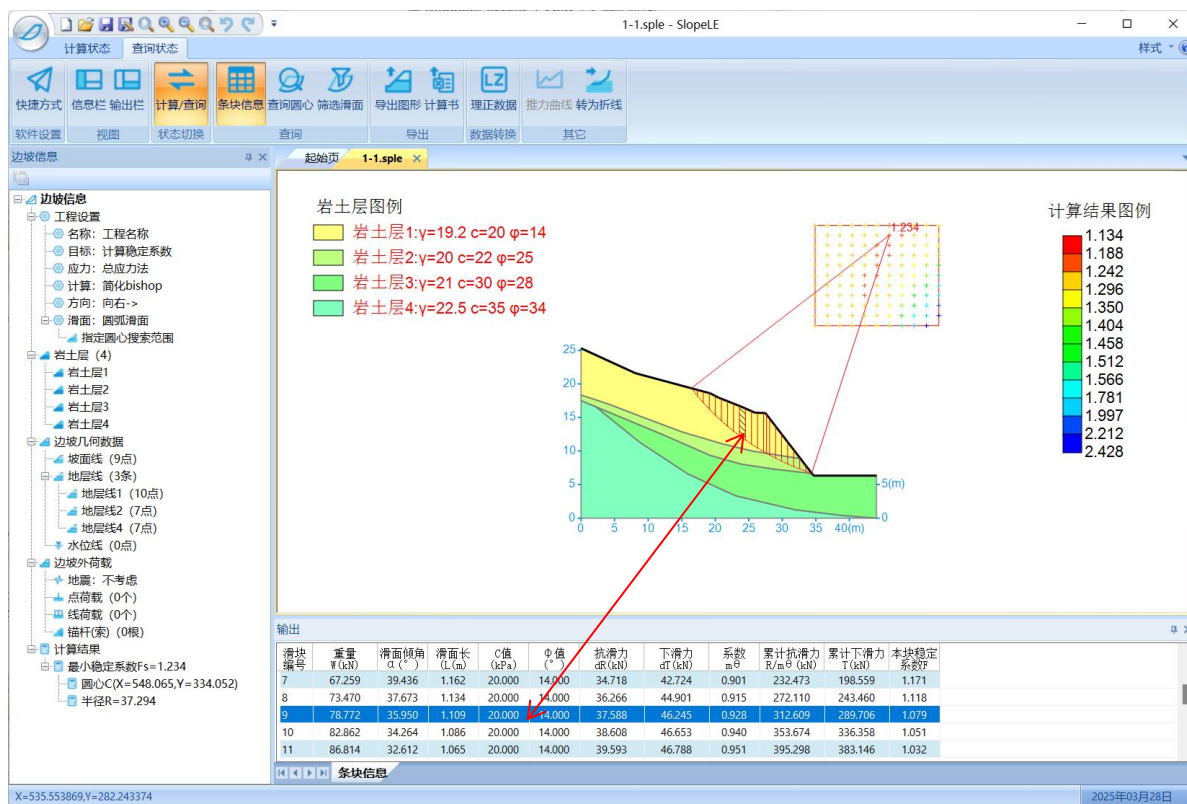 1-1.sple - SlopeLE
计算状态 查询状态 样式
快捷方式 信息栏 输出栏 计算/查询 条块信息 查询圆心 筛选滑面 导出图形 计算书 LZ 理正数据 推力曲线 转为折线
软件设置 视图 状态切换 查询 导出 数据转换 其它
边坡信息
起始页 1-1.sple
边坡信息
工程设置
名称：工程名称
目标：计算稳定系数
应力：总应力法
计算：简化bishop
方向：向右->
滑面：圆弧滑面
指定圆心搜索范围
岩土层（4）
岩土层1
岩土层2
岩土层3
岩土层4
边坡几何数据
坡面线（9点）
地层线（3条）
地层线1（10点）
地层线2（7点）
地层线4（7点）
水位线（0点）
边坡外荷载
地震：不考虑
点荷载（0个）
线荷载（0个）
锚杆(索)（0根）
计算结果
最小稳定系数Fs=1.234
圆心C(X=548.065,Y=334.052)
半径R=37.294
岩土层图例
岩土层1:γ=19.2 c=20 φ=14
岩土层2:γ=20 c=22 φ=25
岩土层3:γ=21 c=30 φ=28
岩土层4:γ=22.5 c=35 φ=34
1.234
25
20
15
10
5
0
5(m)
0
0 5 10 15 20 25 30 35 40(m)
计算结果图例
1.134
1.188
1.242
1.296
1.350
1.404
1.458
1.512
1.566
1.781
1.997
2.212
2.428
输出
滑块 重量 滑面倾角 滑面长 C值 Φ值 抗滑力 下滑力 系数 累计抗滑力 累计下滑力 本块稳定
编号 W(kN) α(°) (L(m) (kPa) (°) dR(kN) dT(kN) mθ R/mθ(kN) T(kN) 系数F
7 67.259 39.436 1.162 20.000 14.000 34.718 42.724 0.901 232.473 198.559 1.171
8 73.470 37.673 1.134 20.000 14.000 36.266 44.901 0.915 272.110 243.460 1.118
9 78.772 35.950 1.109 20.000 14.000 37.588 46.245 0.928 312.609 289.706 1.079
10 82.862 34.264 1.086 20.000 14.000 38.608 46.653 0.940 353.674 336.358 1.051
11 86.814 32.612 1.065 20.000 14.000 39.593 46.788 0.951 395.298 383.146 1.032
条块信息
X=535.553869,Y=282.243374 2025年03月28日